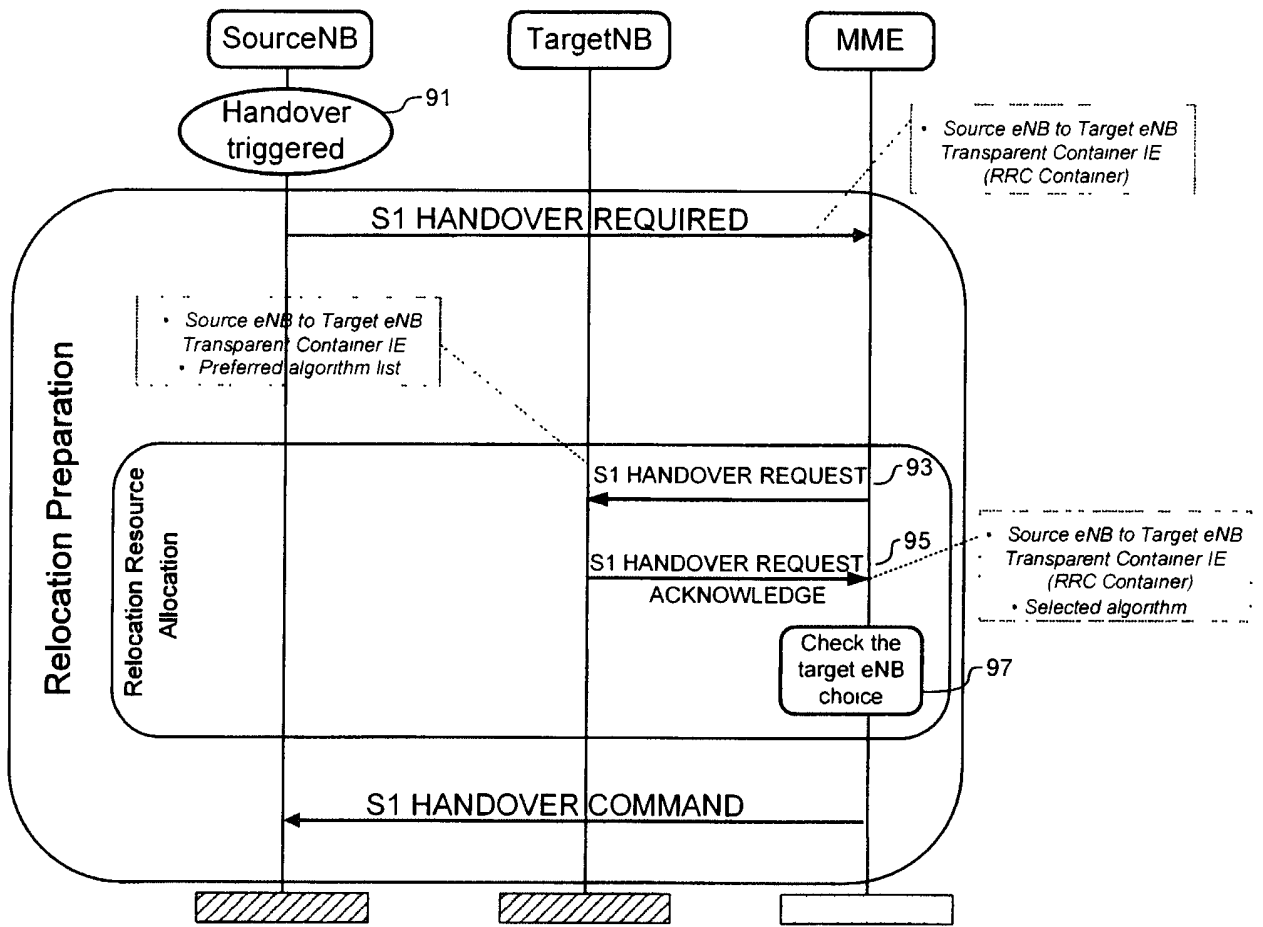 SourceNB
TargetNB
MME
Handover
triggered
91
• Source eNB to Target eNB
Transparent Container IE
(RRC Container)
S1 HANDOVER REQUIRED
• Source eNB to Target eNB
Transparent Container IE
• Preferred algorithm list
Relocation Preparation
Relocation Resource
Allocation
S1 HANDOVER REQUEST
93
S1 HANDOVER REQUEST
ACKNOWLEDGE
95
• Source eNB to Target eNB
Transparent Container IE
(RRC Container)
• Selected algorithm
Check the
target eNB
choice
97
S1 HANDOVER COMMAND